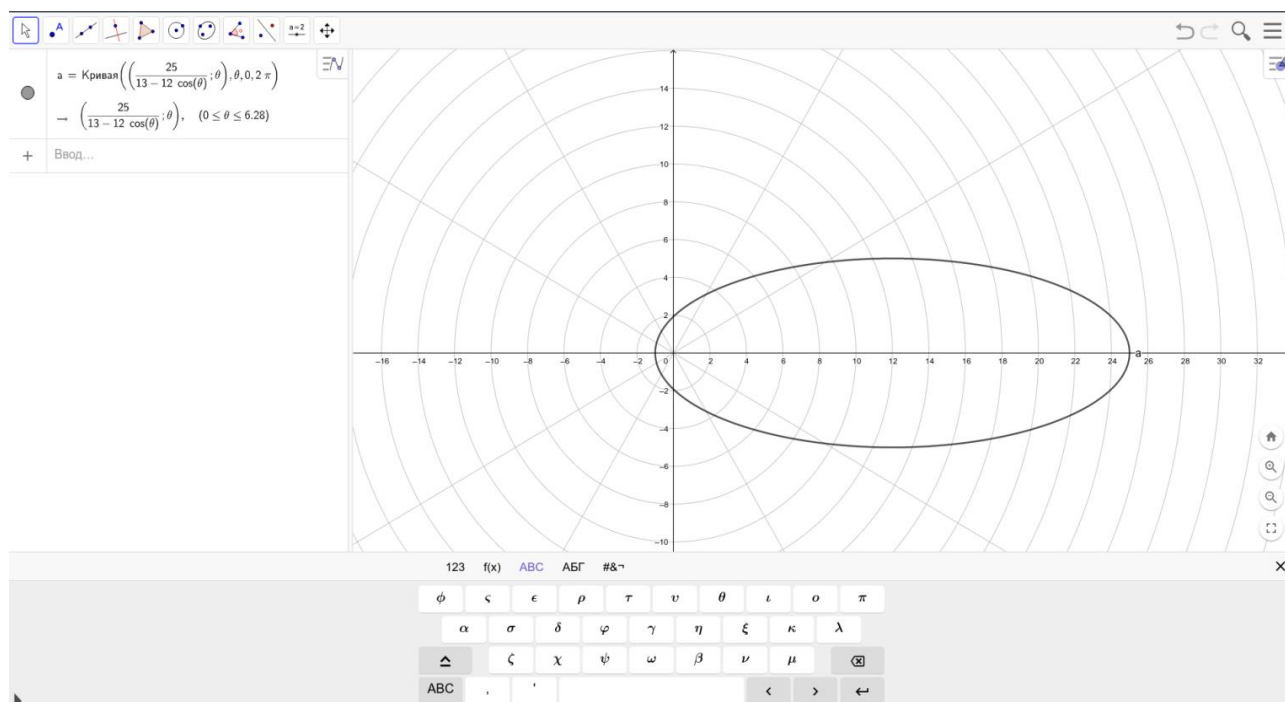 A
a=2
a = Кривая((25/(13 − 12 cos(θ)); θ), θ, 0, 2 π)
→ (25/(13 − 12 cos(θ)); θ), (0 ≤ θ ≤ 6.28)
+ Ввод...
14
12
10
8
6
4
2
−16 −14 −12 −10 −8 −6 −4 −2 0 2 4 6 8 10 12 14 16 18 20 22 24 a 26 28 30 32
−2
−4
−6
−8
−10
123 f(x) ABC АБГ #&¬
ϕ ς ϵ ρ τ υ θ ι ο π
α σ δ φ γ η ξ κ λ
ζ χ ψ ω β ν μ
ABC , ' < >